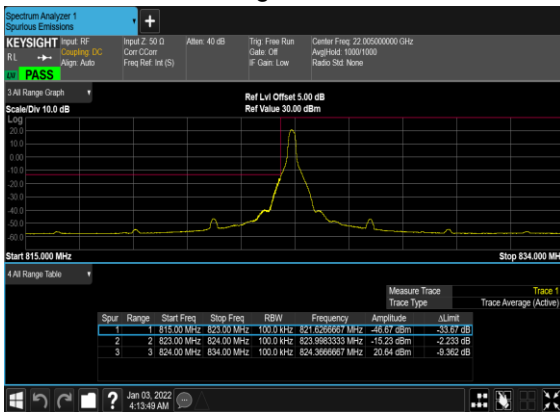 Spectrum Analyzer 1
Spurious Emissions
KEYSIGHT Input: RF Input Z: 50 Ω Atten: 40 dB Trig: Free Run Center Freq: 22.005000000 GHz
RL Coupling: DC Corr CCorr Gate: Off Avg|Hold: 1000/1000
Align: Auto Freq Ref: Int (S) IF Gain: Low Radio Std: None
PASS
3 All Range Graph
Ref Lvl Offset 5.00 dB
Scale/Div 10.0 dB Ref Value 30.00 dBm
Log
20.0
10.0
0.00
-10.0
-20.0
-30.0
-40.0
-50.0
-60.0
Start 815.000 MHz Stop 834.000 MH
4 All Range Table
Measure Trace Trace 1
Trace Type Trace Average (Active)
Spur Range Start Freq Stop Freq RBW Frequency Amplitude ΔLimit
1 1 815.00 MHz 823.00 MHz 100.0 kHz 821.6266667 MHz -46.67 dBm -33.67 dB
2 2 823.00 MHz 824.00 MHz 100.0 kHz 823.9983333 MHz -15.23 dBm -2.233 dB
3 3 824.00 MHz 834.00 MHz 100.0 kHz 824.3666667 MHz 20.64 dBm -9.362 dB
Jan 03, 2022
4:13:49 AM